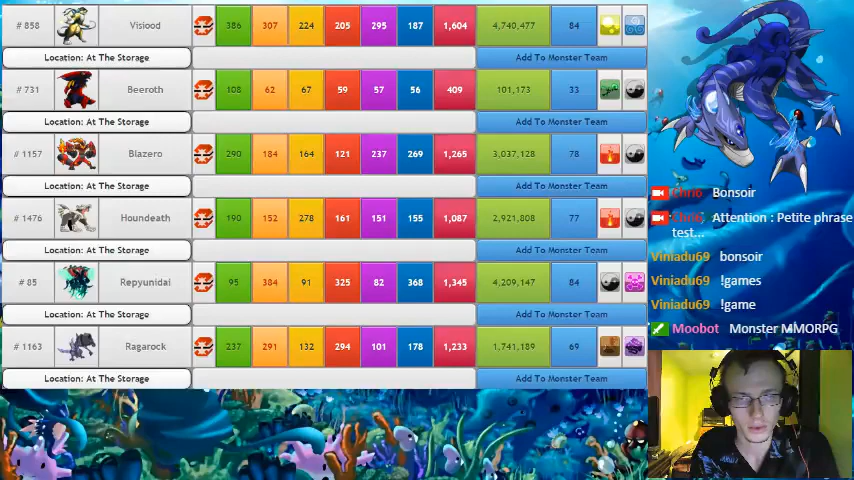 # 858 Visiood 386 307 224 205 295 187 1,604 4,740,477 84
Location: At The Storage Add To Monster Team
# 731 Beeroth 108 62 67 59 57 56 409 101,173 33
Location: At The Storage Add To Monster Team
# 1157 Blazero 290 184 164 121 237 269 1,265 3,037,128 78
Location: At The Storage Add To Monster Team
# 1476 Houndeath 190 152 278 161 151 155 1,087 2,921,808 77
Location: At The Storage Add To Monster Team
# 85 Repyunidai 95 384 91 325 82 368 1,345 4,209,147 84
Location: At The Storage Add To Monster Team
# 1163 Ragarock 237 291 132 294 101 178 1,233 1,741,189 69
Location: At The Storage Add To Monster Team
Bonsoir
Attention : Petite phrase
test...
Viniadu69 bonsoir
Viniadu69 !games
Viniadu69 !game
Moobot Monster MMORPG